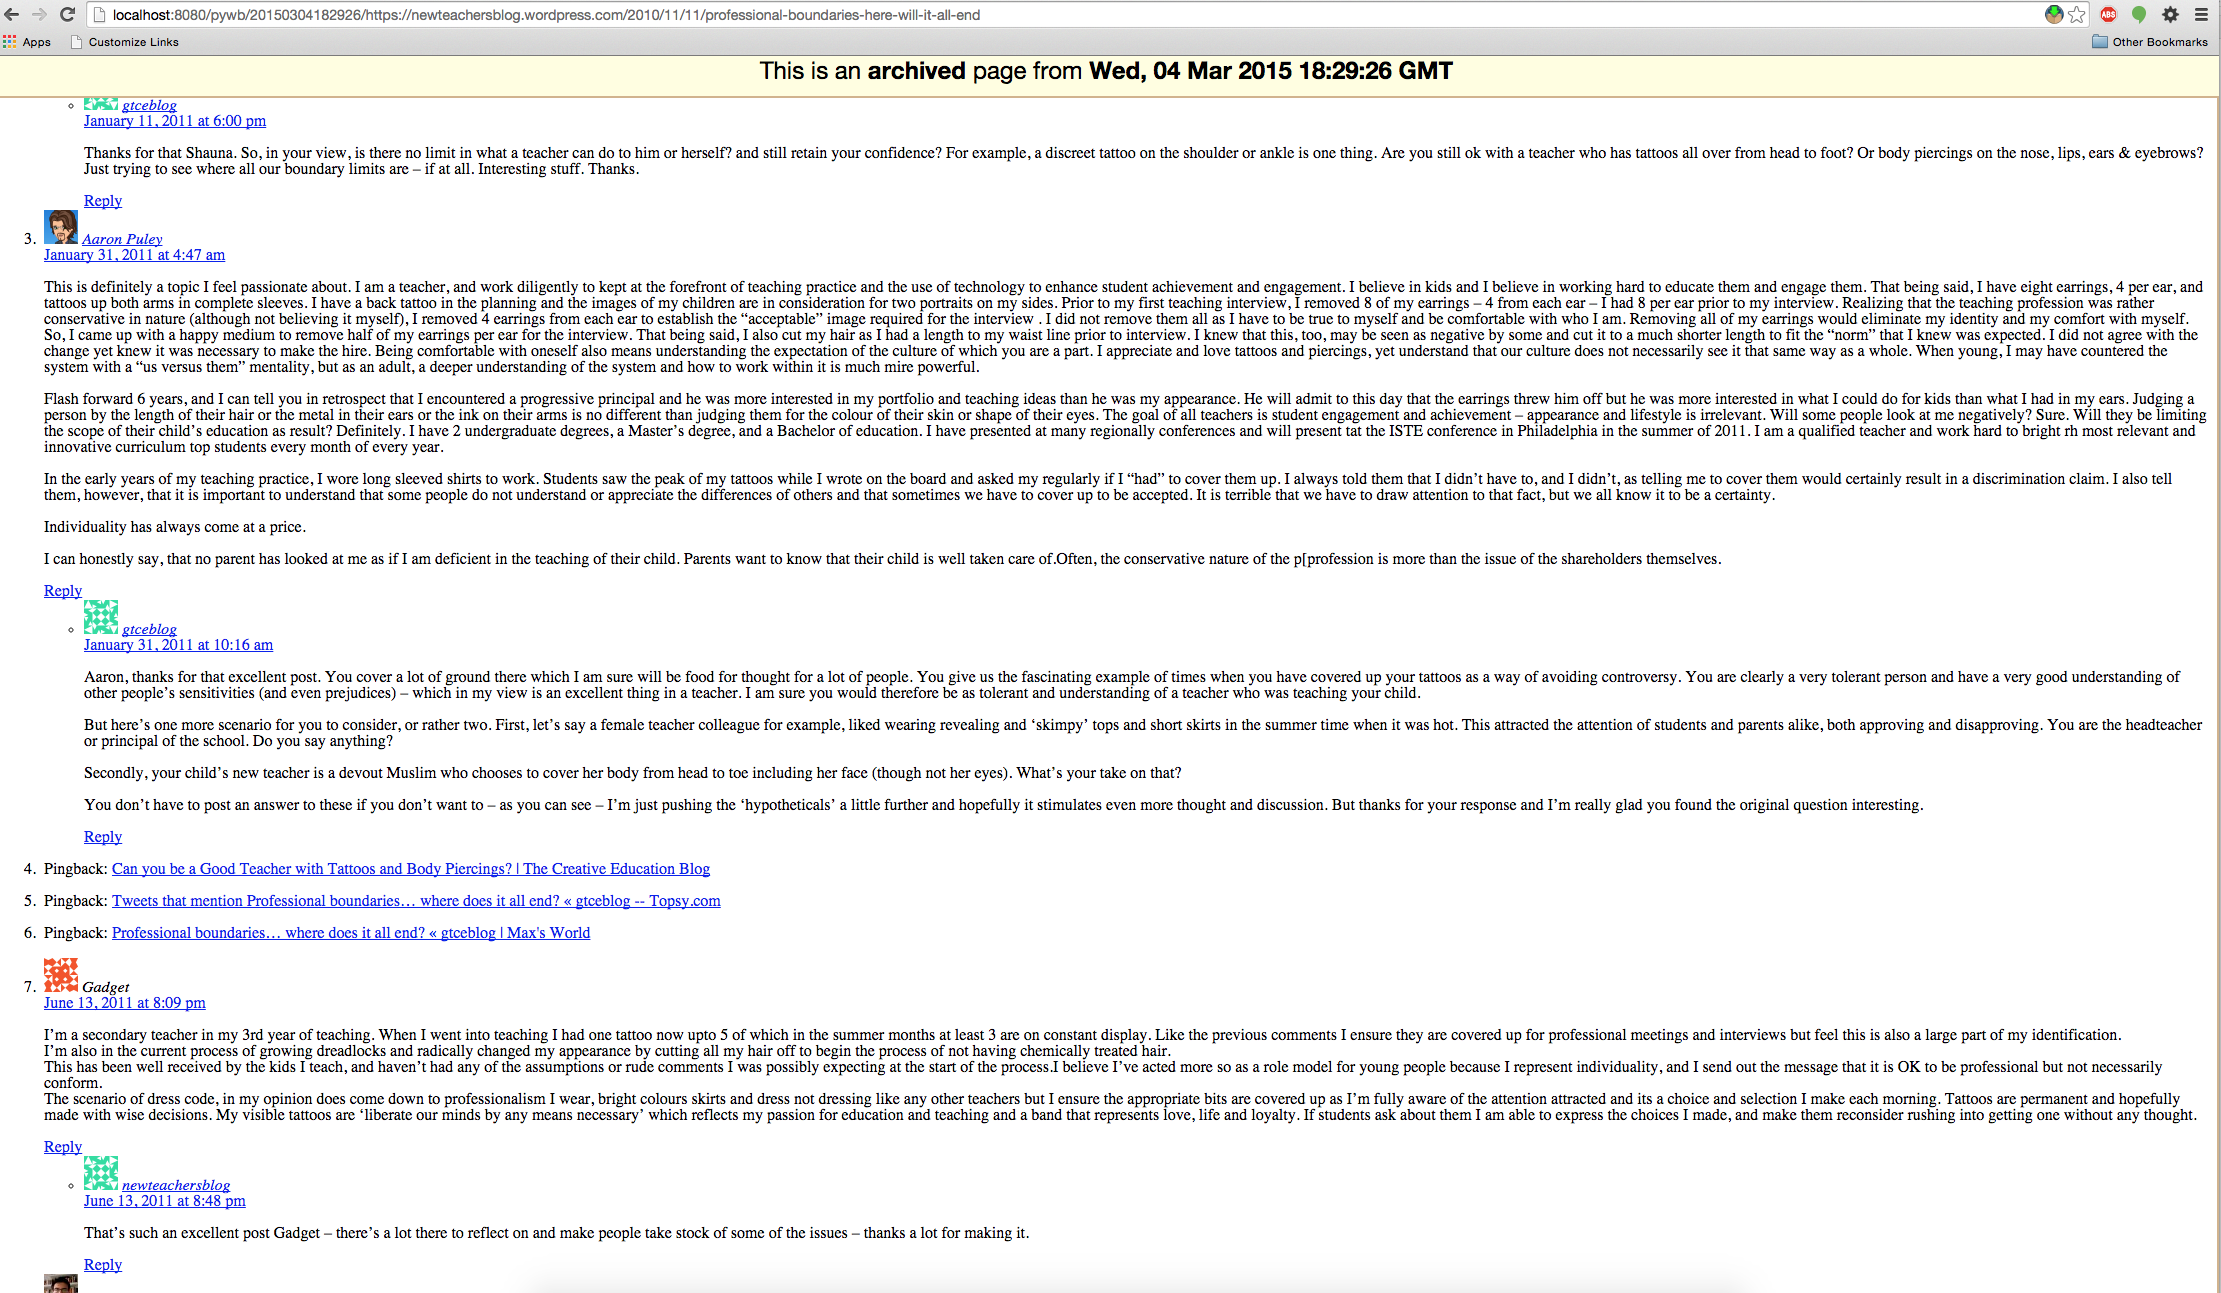 localhost:8080/pywb/20150304182926/https://newteachersblog.wordpress.com/2010/11/11/professional-boundaries-here-will-it-all-end
ABS
Apps Customize Links Other Bookmarks
This is an archived page from Wed, 04 Mar 2015 18:29:26 GMT
gtceblog
January 11, 2011 at 6:00 pm
Thanks for that Shauna. So, in your view, is there no limit in what a teacher can do to him or herself? and still retain your confidence? For example, a discreet tattoo on the shoulder or ankle is one thing. Are you still ok with a teacher who has tattoos all over from head to foot? Or body piercings on the nose, lips, ears & eyebrows?
Just trying to see where all our boundary limits are – if at all. Interesting stuff. Thanks.
Reply
3. Aaron Puley
January 31, 2011 at 4:47 am
This is definitely a topic I feel passionate about. I am a teacher, and work diligently to kept at the forefront of teaching practice and the use of technology to enhance student achievement and engagement. I believe in kids and I believe in working hard to educate them and engage them. That being said, I have eight earrings, 4 per ear, and
tattoos up both arms in complete sleeves. I have a back tattoo in the planning and the images of my children are in consideration for two portraits on my sides. Prior to my first teaching interview, I removed 8 of my earrings – 4 from each ear – I had 8 per ear prior to my interview. Realizing that the teaching profession was rather
conservative in nature (although not believing it myself), I removed 4 earrings from each ear to establish the “acceptable” image required for the interview . I did not remove them all as I have to be true to myself and be comfortable with who I am. Removing all of my earrings would eliminate my identity and my comfort with myself.
So, I came up with a happy medium to remove half of my earrings per ear for the interview. That being said, I also cut my hair as I had a length to my waist line prior to interview. I knew that this, too, may be seen as negative by some and cut it to a much shorter length to fit the “norm” that I knew was expected. I did not agree with the
change yet knew it was necessary to make the hire. Being comfortable with oneself also means understanding the expectation of the culture of which you are a part. I appreciate and love tattoos and piercings, yet understand that our culture does not necessarily see it that same way as a whole. When young, I may have countered the
system with a “us versus them” mentality, but as an adult, a deeper understanding of the system and how to work within it is much mire powerful.
Flash forward 6 years, and I can tell you in retrospect that I encountered a progressive principal and he was more interested in my portfolio and teaching ideas than he was my appearance. He will admit to this day that the earrings threw him off but he was more interested in what I could do for kids than what I had in my ears. Judging a
person by the length of their hair or the metal in their ears or the ink on their arms is no different than judging them for the colour of their skin or shape of their eyes. The goal of all teachers is student engagement and achievement – appearance and lifestyle is irrelevant. Will some people look at me negatively? Sure. Will they be limiting
the scope of their child’s education as result? Definitely. I have 2 undergraduate degrees, a Master’s degree, and a Bachelor of education. I have presented at many regionally conferences and will present tat the ISTE conference in Philadelphia in the summer of 2011. I am a qualified teacher and work hard to bright rh most relevant and
innovative curriculum top students every month of every year.
In the early years of my teaching practice, I wore long sleeved shirts to work. Students saw the peak of my tattoos while I wrote on the board and asked my regularly if I “had” to cover them up. I always told them that I didn’t have to, and I didn’t, as telling me to cover them would certainly result in a discrimination claim. I also tell
them, however, that it is important to understand that some people do not understand or appreciate the differences of others and that sometimes we have to cover up to be accepted. It is terrible that we have to draw attention to that fact, but we all know it to be a certainty.
Individuality has always come at a price.
I can honestly say, that no parent has looked at me as if I am deficient in the teaching of their child. Parents want to know that their child is well taken care of.Often, the conservative nature of the p[profession is more than the issue of the shareholders themselves.
Reply
gtceblog
January 31, 2011 at 10:16 am
Aaron, thanks for that excellent post. You cover a lot of ground there which I am sure will be food for thought for a lot of people. You give us the fascinating example of times when you have covered up your tattoos as a way of avoiding controversy. You are clearly a very tolerant person and have a very good understanding of
other people’s sensitivities (and even prejudices) – which in my view is an excellent thing in a teacher. I am sure you would therefore be as tolerant and understanding of a teacher who was teaching your child.
But here’s one more scenario for you to consider, or rather two. First, let’s say a female teacher colleague for example, liked wearing revealing and ‘skimpy’ tops and short skirts in the summer time when it was hot. This attracted the attention of students and parents alike, both approving and disapproving. You are the headteacher
or principal of the school. Do you say anything?
Secondly, your child’s new teacher is a devout Muslim who chooses to cover her body from head to toe including her face (though not her eyes). What’s your take on that?
You don’t have to post an answer to these if you don’t want to – as you can see – I’m just pushing the ‘hypotheticals’ a little further and hopefully it stimulates even more thought and discussion. But thanks for your response and I’m really glad you found the original question interesting.
Reply
4. Pingback: Can you be a Good Teacher with Tattoos and Body Piercings? | The Creative Education Blog
5. Pingback: Tweets that mention Professional boundaries… where does it all end? « gtceblog -- Topsy.com
6. Pingback: Professional boundaries… where does it all end? « gtceblog | Max's World
7. Gadget
June 13, 2011 at 8:09 pm
I’m a secondary teacher in my 3rd year of teaching. When I went into teaching I had one tattoo now upto 5 of which in the summer months at least 3 are on constant display. Like the previous comments I ensure they are covered up for professional meetings and interviews but feel this is also a large part of my identification.
I’m also in the current process of growing dreadlocks and radically changed my appearance by cutting all my hair off to begin the process of not having chemically treated hair.
This has been well received by the kids I teach, and haven’t had any of the assumptions or rude comments I was possibly expecting at the start of the process.I believe I’ve acted more so as a role model for young people because I represent individuality, and I send out the message that it is OK to be professional but not necessarily
conform.
The scenario of dress code, in my opinion does come down to professionalism I wear, bright colours skirts and dress not dressing like any other teachers but I ensure the appropriate bits are covered up as I’m fully aware of the attention attracted and its a choice and selection I make each morning. Tattoos are permanent and hopefully
made with wise decisions. My visible tattoos are ‘liberate our minds by any means necessary’ which reflects my passion for education and teaching and a band that represents love, life and loyalty. If students ask about them I am able to express the choices I made, and make them reconsider rushing into getting one without any thought.
Reply
newteachersblog
June 13, 2011 at 8:48 pm
That’s such an excellent post Gadget – there’s a lot there to reflect on and make people take stock of some of the issues – thanks a lot for making it.
Reply